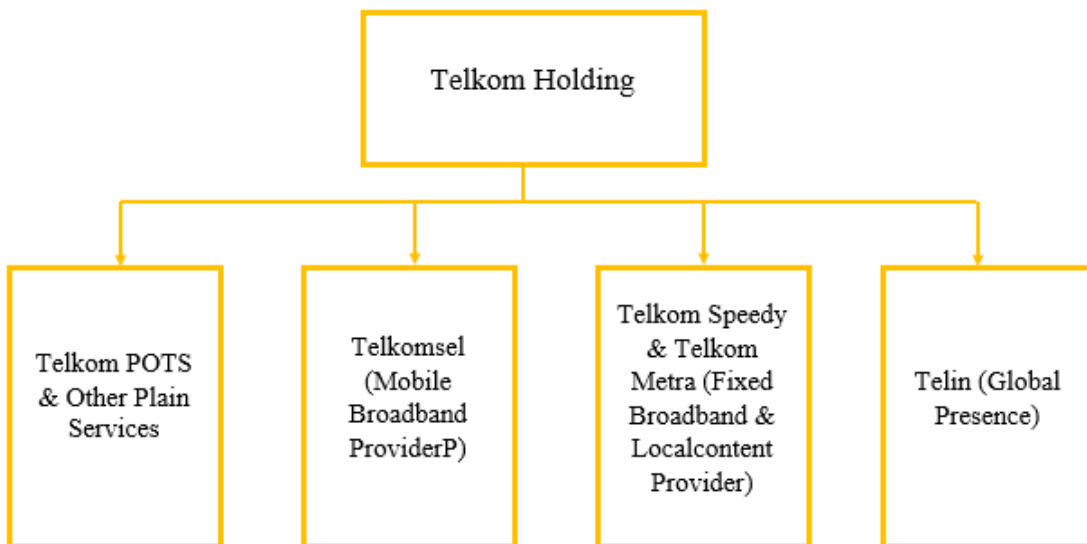 Telkom Holding
Telkom POTS
& Other Plain
Services
Telkomsel
(Mobile
Broadband
ProviderP)
Telkom Speedy
& Telkom
Metra (Fixed
Broadband &
Localcontent
Provider)
Telin (Global
Presence)